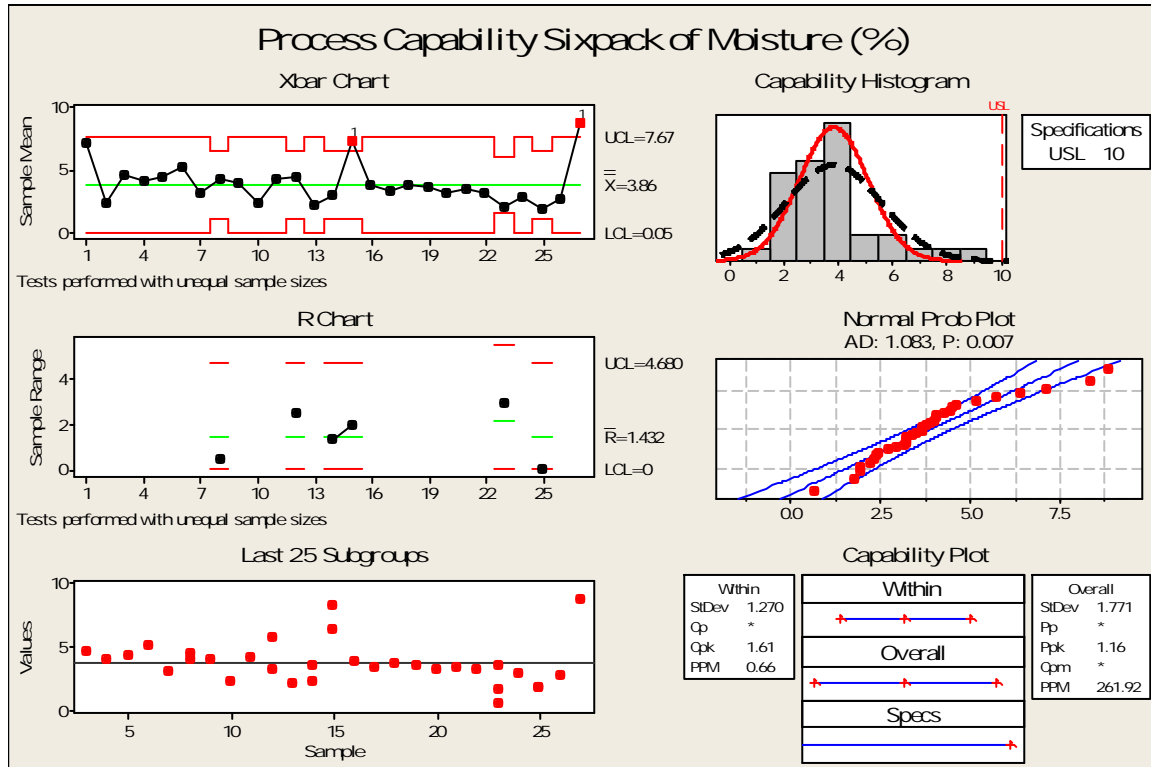 Process Capability Sixpack of Moisture (%)
Xbar Chart
Sample Mean
10
5
0
1
1
UCL=7.67
X=3.86
LCL=0.05
1 4 7 10 13 16 19 22 25
Tests performed with unequal sample sizes
Capability Histogram
USL
0 2 4 6 8 10
Specifications
USL 10
R Chart
Sample Range
4
2
0
UCL=4.680
R=1.432
LCL=0
1 4 7 10 13 16 19 22 25
Tests performed with unequal sample sizes
Normal Prob Plot
AD: 1.083, P: 0.007
0.0 2.5 5.0 7.5
Last 25 Subgroups
Values
10
5
0
5 10 15 20 25
Sample
Capability Plot
Within
StDev 1.270
Cp *
Cpk 1.61
PPM 0.66
Within
Overall
Specs
Overall
StDev 1.771
Pp *
Ppk 1.16
Cpm *
PPM 261.92